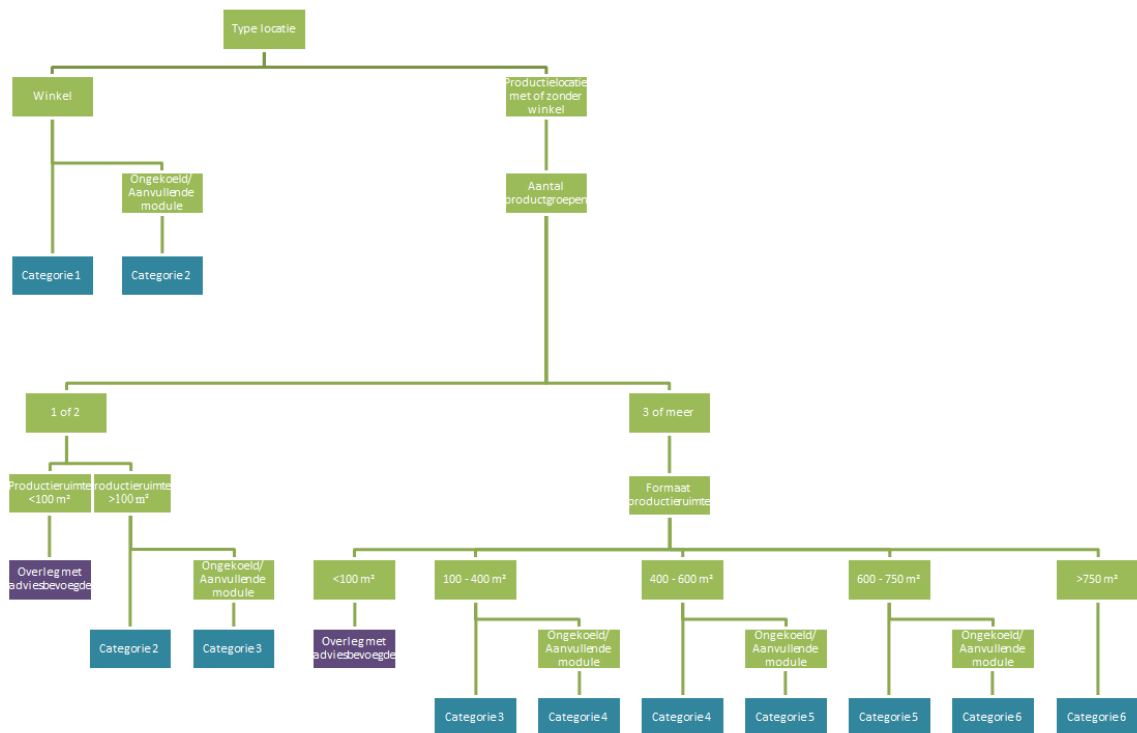 Type locatie
Winkel
Productielocatie
met of zonder
winkel
Ongekoeld/
Aanvullende
module
Aantal
productgroepen
Categorie 1
Categorie 2
1 of 2
3 of meer
Productieruimte
<100 m²
roductieruimte
>100 m²
Formaat
productieruimte
Overleg met
adviesbevoegde
Ongekoeld/
Aanvullende
module
<100 m²
100 - 400 m²
400 - 600 m²
600 - 750 m²
>750 m²
Categorie 2
Categorie 3
Overleg met
adviesbevoegde
Ongekoeld/
Aanvullende
module
Ongekoeld/
Aanvullende
module
Ongekoeld/
Aanvullende
module
Categorie 3
Categorie 4
Categorie 4
Categorie 5
Categorie 5
Categorie 6
Categorie 6